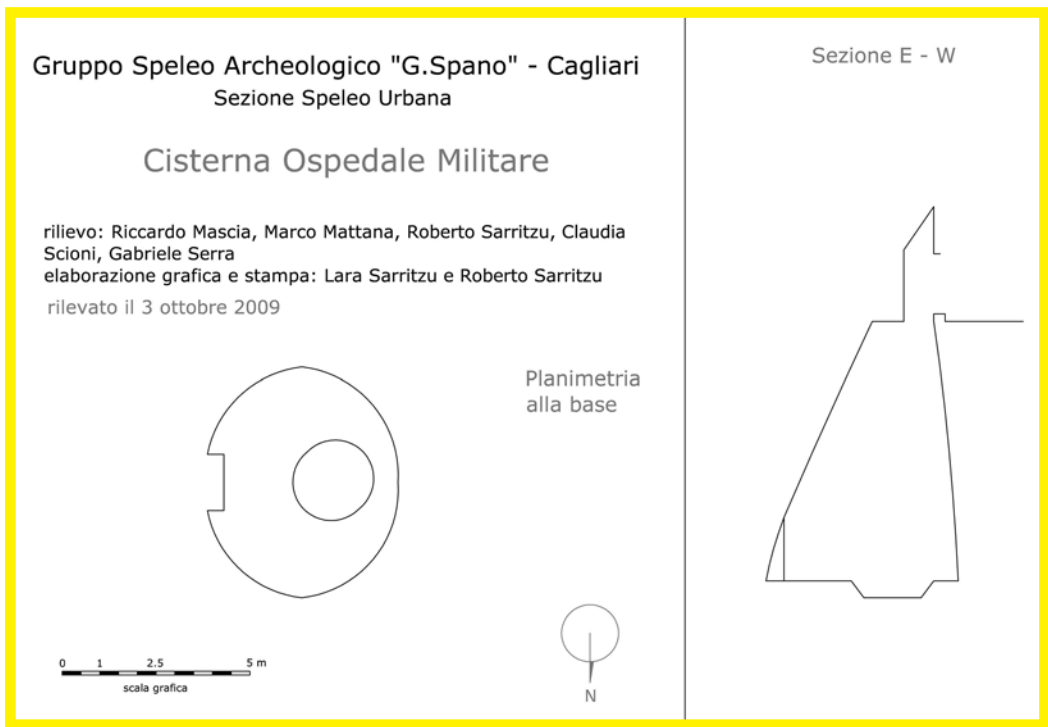 Gruppo Speleo Archeologico "G.Spano" - Cagliari
Sezione Speleo Urbana
Cisterna Ospedale Militare
rilievo: Riccardo Mascia, Marco Mattana, Roberto Sarritzu, Claudia
Scioni, Gabriele Serra
elaborazione grafica e stampa: Lara Sarritzu e Roberto Sarritzu
rilevato il 3 ottobre 2009
Planimetria
alla base
0 1 2.5 5 m
scala grafica
N
Sezione E - W